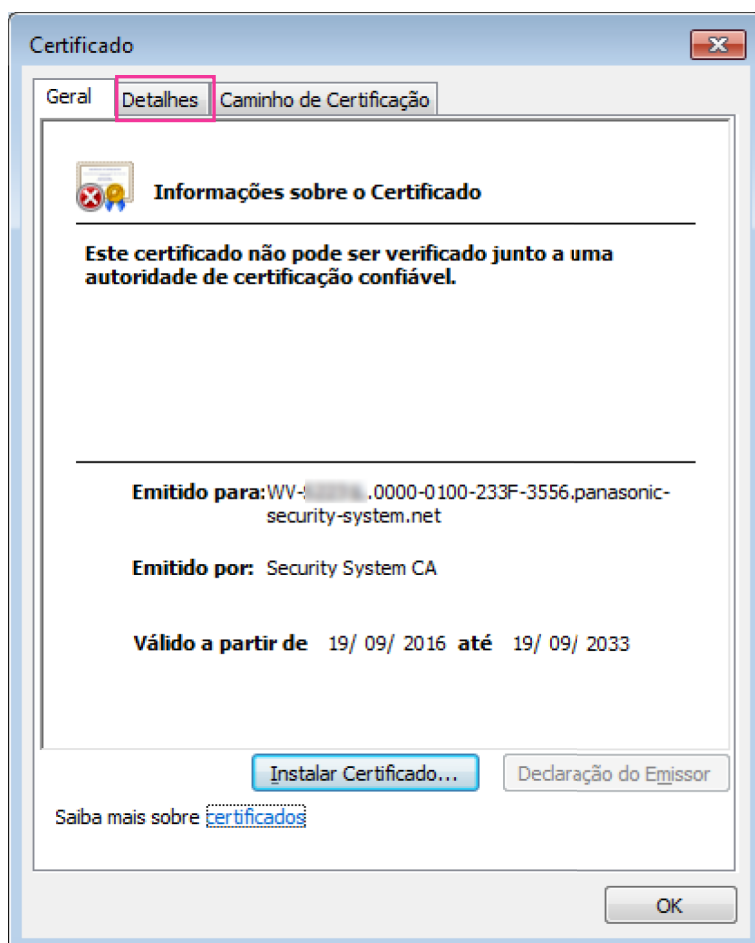 Certificado
Geral Detalhes Caminho de Certificação
Informações sobre o Certificado
Este certificado não pode ser verificado junto a uma
autoridade de certificação confiável.
Emitido para: WV- .0000-0100-233F-3556.panasonic-
security-system.net
Emitido por: Security System CA
Válido a partir de 19/ 09/ 2016 até 19/ 09/ 2033
Instalar Certificado... Declaração do Emissor
Saiba mais sobre certificados
OK